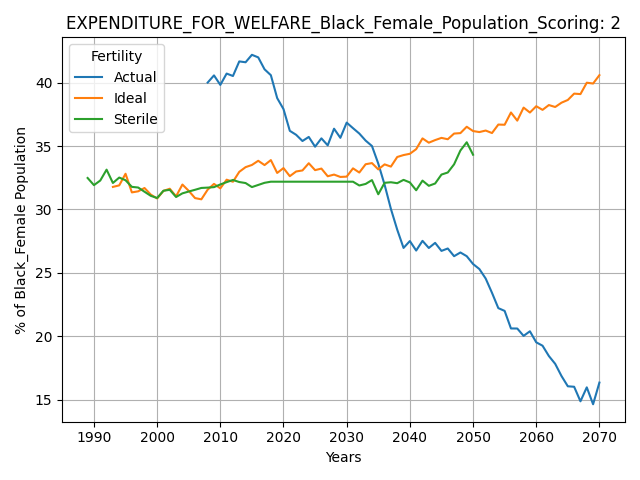 EXPENDITURE_FOR_WELFARE_Black_Female_Population_Scoring: 2
Fertility
Actual
Ideal
Sterile
% of Black_Female Population
40
35
30
25
20
15
1990 2000 2010 2020 2030 2040 2050 2060 2070
Years